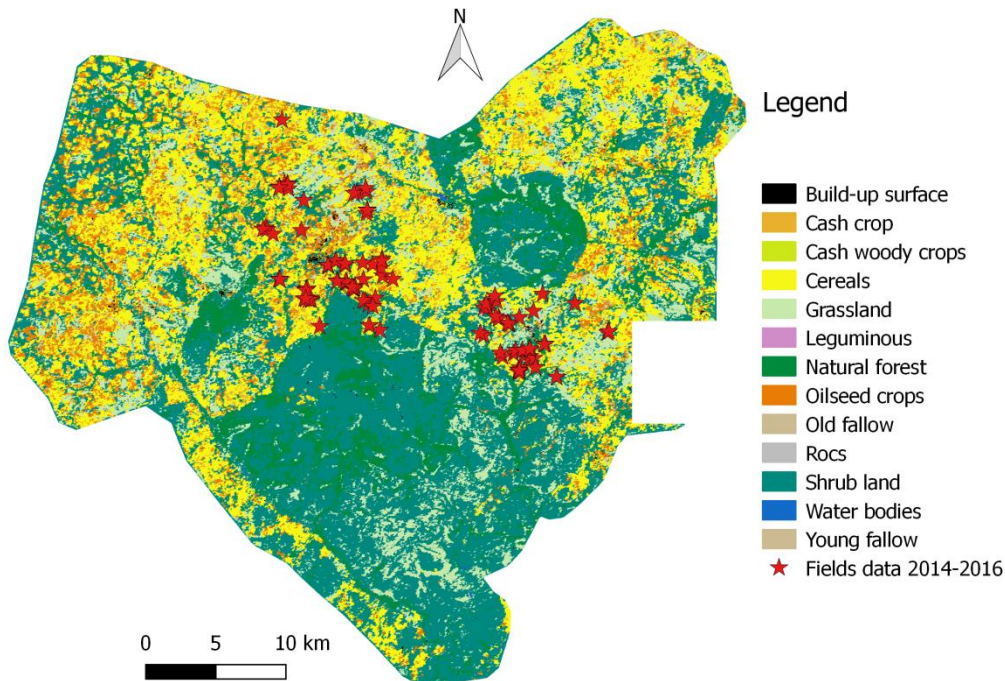 N
Legend
Build-up surface
Cash crop
Cash woody crops
Cereals
Grassland
Leguminous
Natural forest
Oilseed crops
Old fallow
Rocs
Shrub land
Water bodies
Young fallow
Fields data 2014-2016
0 5 10 km